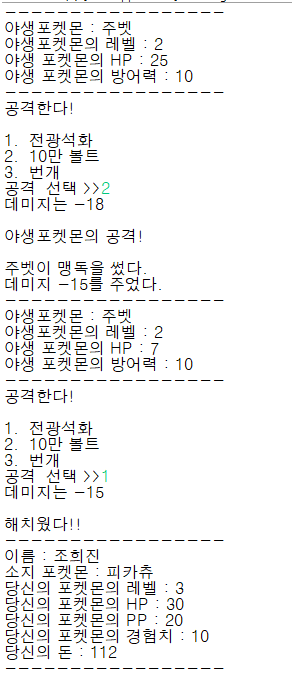 -----------------
야생포켓몬 : 주벳
야생포켓몬의 레벨 : 2
야생 포켓몬의 HP : 25
야생 포켓몬의 방어력 : 10
-----------------
공격한다!
1. 전광석화
2. 10만 볼트
3. 번개
공격 선택 >>2
데미지는 -18
야생포켓몬의 공격!
주벳이 맹독을 썼다.
데미지 -15를 주었다.
-----------------
야생포켓몬 : 주벳
야생포켓몬의 레벨 : 2
야생 포켓몬의 HP : 7
야생 포켓몬의 방어력 : 10
-----------------
공격한다!
1. 전광석화
2. 10만 볼트
3. 번개
공격 선택 >>1
데미지는 -15
해치웠다!!
-----------------
이름 : 조희진
소지 포켓몬 : 피카츄
당신의 포켓몬의 레벨 : 3
당신의 포켓몬의 HP : 30
당신의 포켓몬의 PP : 20
당신의 포켓몬의 경험치 : 10
당신의 돈 : 112
-----------------